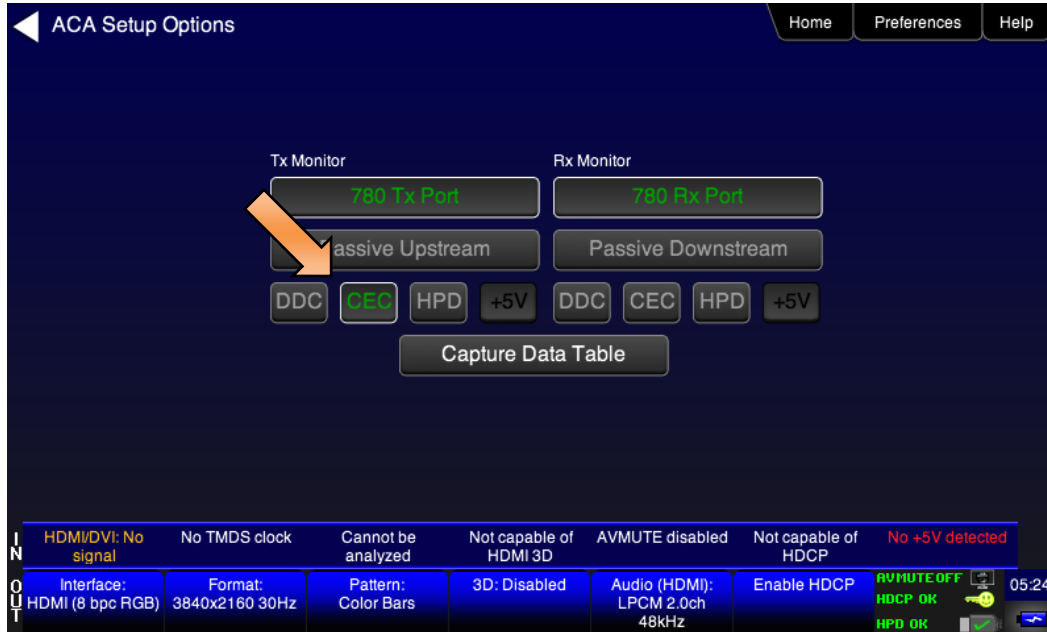 ACA Setup Options
Home
Preferences
Help
Tx Monitor
Rx Monitor
780 Tx Port
780 Rx Port
assive Upstream
Passive Downstream
DDC
CEC
HPD
+5V
DDC
CEC
HPD
+5V
Capture Data Table
IN
HDMI/DVI: No
signal
No TMDS clock
Cannot be
analyzed
Not capable of
HDMI 3D
AVMUTE disabled
Not capable of
HDCP
No +5V detected
OUT
Interface:
HDMI (8 bpc RGB)
Format:
3840x2160 30Hz
Pattern:
Color Bars
3D: Disabled
Audio (HDMI):
LPCM 2.0ch
48kHz
Enable HDCP
AVMUTEOFF
HDCP OK
HPD OK
05:24